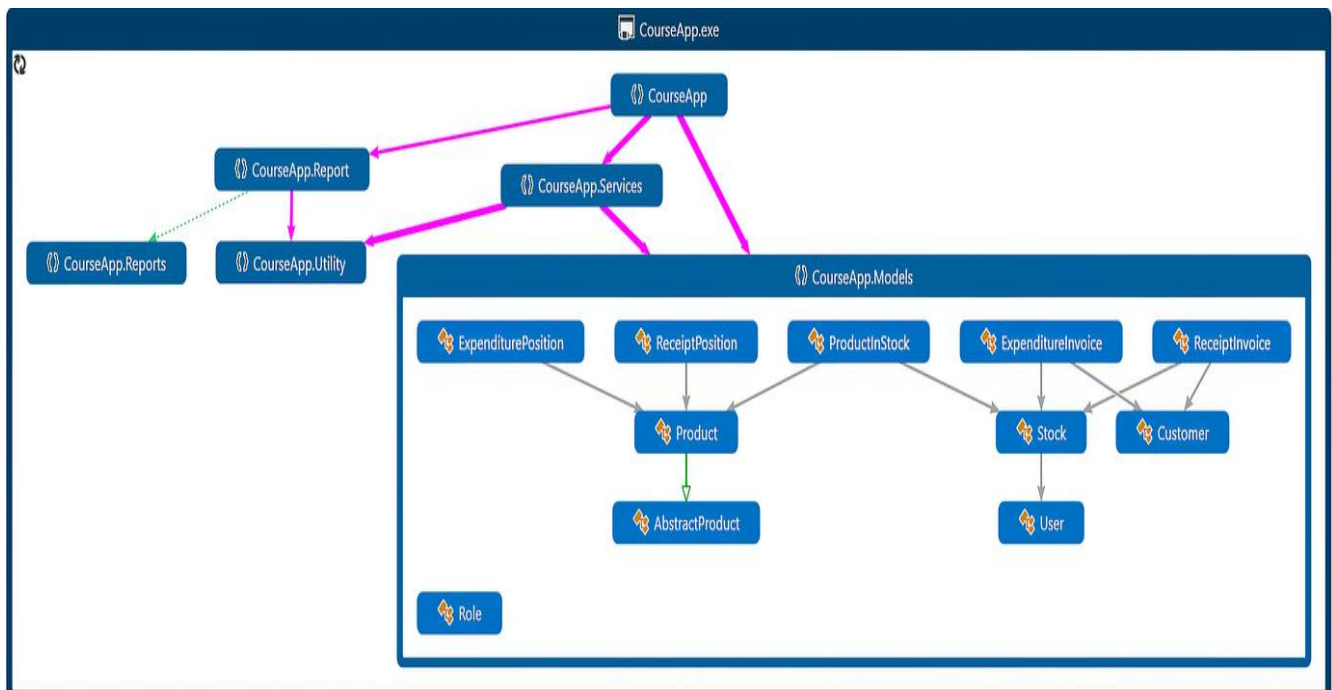 CourseApp.exe
CourseApp
CourseApp.Report
CourseApp.Services
CourseApp.Reports
CourseApp.Utility
CourseApp.Models
ExpenditurePosition
ReceiptPosition
ProductInStock
ExpenditureInvoice
ReceiptInvoice
Product
Stock
Customer
AbstractProduct
User
Role